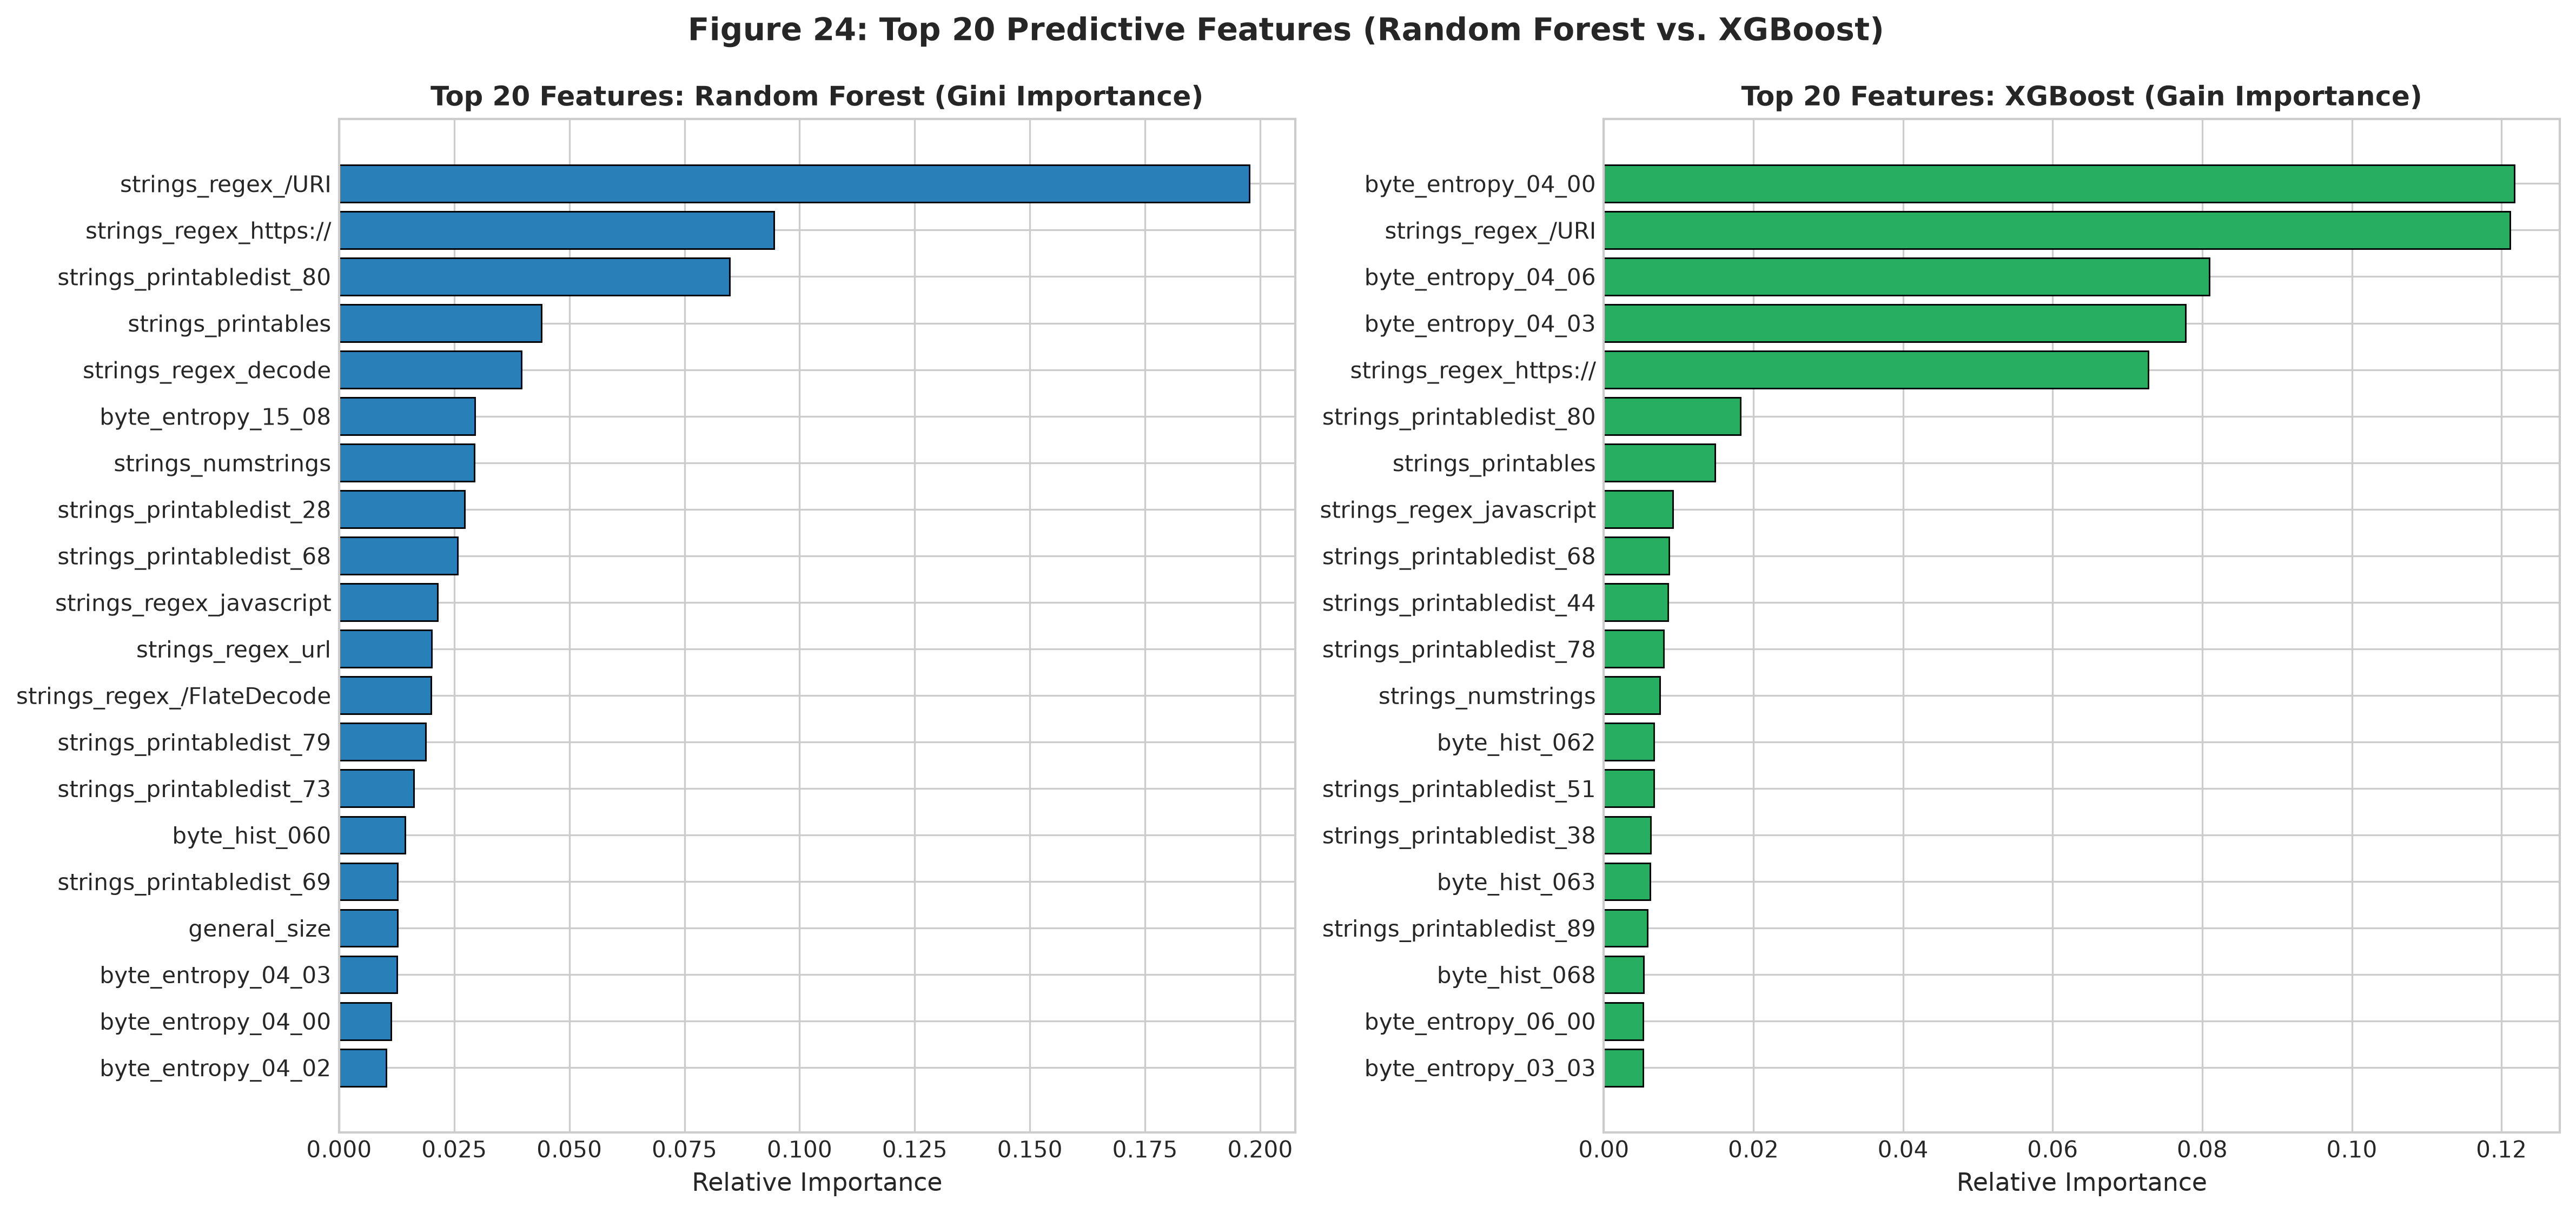 Figure 24: Top 20 Predictive Features (Random Forest vs. XGBoost)
Top 20 Features: Random Forest (Gini Importance)
strings_regex_/URI
strings_regex_https://
strings_printabledist_80
strings_printables
strings_regex_decode
byte_entropy_15_08
strings_numstrings
strings_printabledist_28
strings_printabledist_68
strings_regex_javascript
strings_regex_url
strings_regex_/FlateDecode
strings_printabledist_79
strings_printabledist_73
byte_hist_060
strings_printabledist_69
general_size
byte_entropy_04_03
byte_entropy_04_00
byte_entropy_04_02
0.000 0.025 0.050 0.075 0.100 0.125 0.150 0.175 0.200
Relative Importance
Top 20 Features: XGBoost (Gain Importance)
byte_entropy_04_00
strings_regex_/URI
byte_entropy_04_06
byte_entropy_04_03
strings_regex_https://
strings_printabledist_80
strings_printables
strings_regex_javascript
strings_printabledist_68
strings_printabledist_44
strings_printabledist_78
strings_numstrings
byte_hist_062
strings_printabledist_51
strings_printabledist_38
byte_hist_063
strings_printabledist_89
byte_hist_068
byte_entropy_06_00
byte_entropy_03_03
0.00 0.02 0.04 0.06 0.08 0.10 0.12
Relative Importance